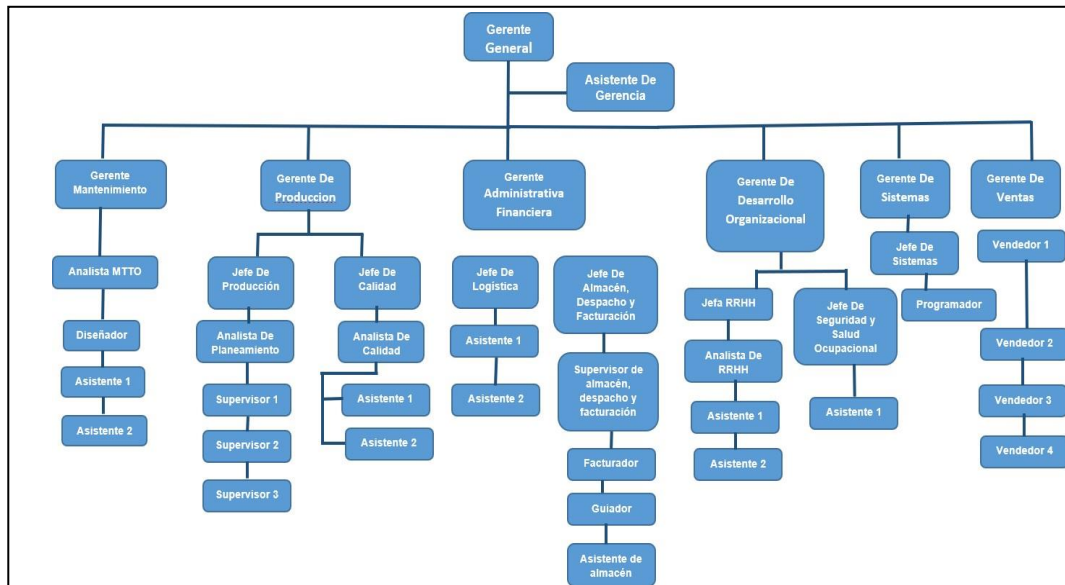 Gerente
General
Asistente De
Gerencia
Gerente
Mantenimiento
Gerente De
Produccion
Gerente
Administrativa
Financiera
Gerente De
Desarrollo
Organizacional
Gerente De
Sistemas
Gerente De
Ventas
Analista MTTO
Diseñador
Asistente 1
Asistente 2
Jefe De
Producción
Analista De
Planeamiento
Supervisor 1
Supervisor 2
Supervisor 3
Jefe De
Calidad
Analista De
Calidad
Asistente 1
Asistente 2
Jefe De
Logística
Asistente 1
Asistente 2
Jefe De
Almacén,
Despacho y
Facturación
Supervisor de
almacén,
despacho y
facturación
Facturador
Guiador
Asistente de
almacén
Jefa RRHH
Analista De
RRHH
Asistente 1
Asistente 2
Jefe De
Seguridad y
Salud
Ocupacional
Asistente 1
Jefe De
Sistemas
Programador
Vendedor 1
Vendedor 2
Vendedor 3
Vendedor 4